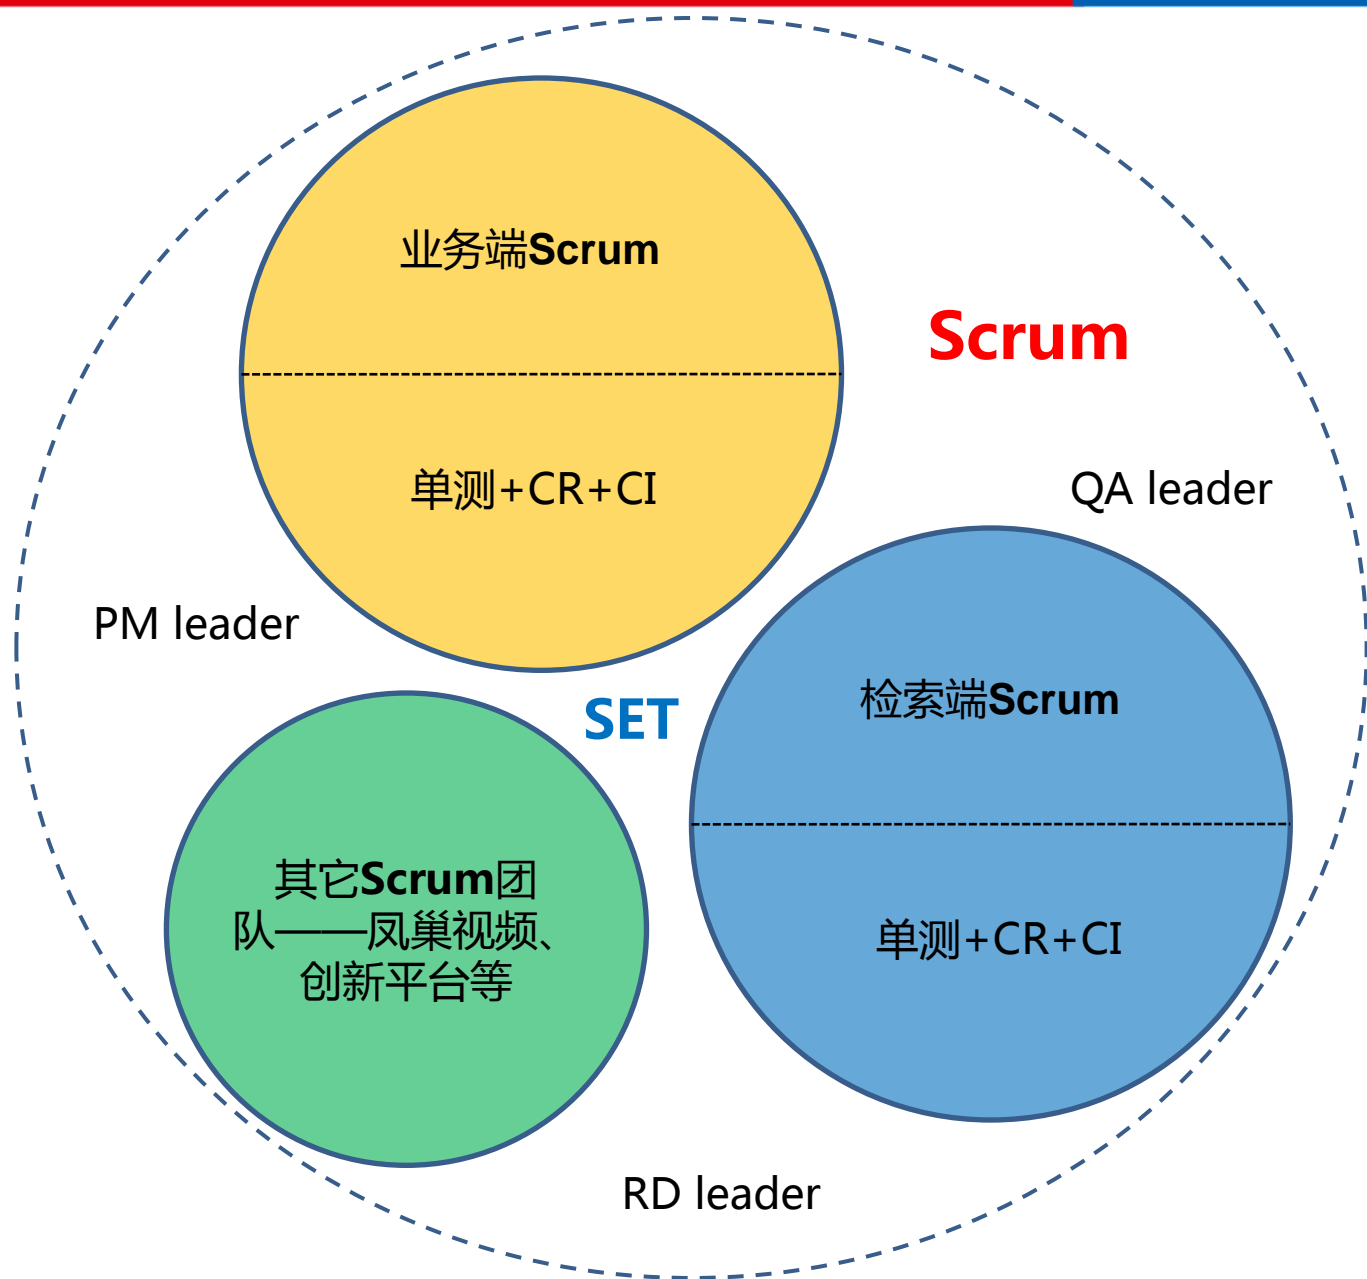 业务端Scrum
Scrum
单测+CR+CI
QA leader
PM leader
检索端Scrum
SET
其它Scrum团
队——凤巢视频、
创新平台等
单测+CR+CI
RD leader